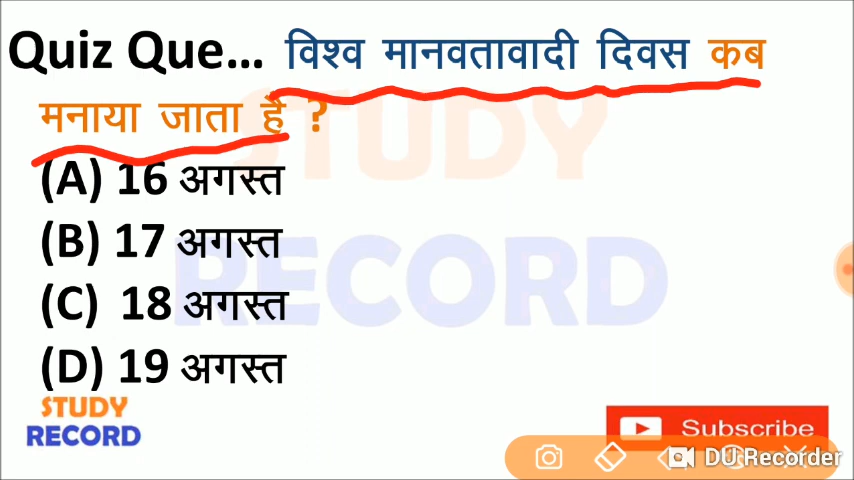 Quiz Que... विश्व मानवतावादी दिवस कब
मनाया जाता है ?
(A) 16 अगस्त
(B) 17 अगस्त
(C) 18 अगस्त
(D) 19 अगस्त
STUDY
RECORD
STUDY
RECORD
Subscribe
DU Recorder